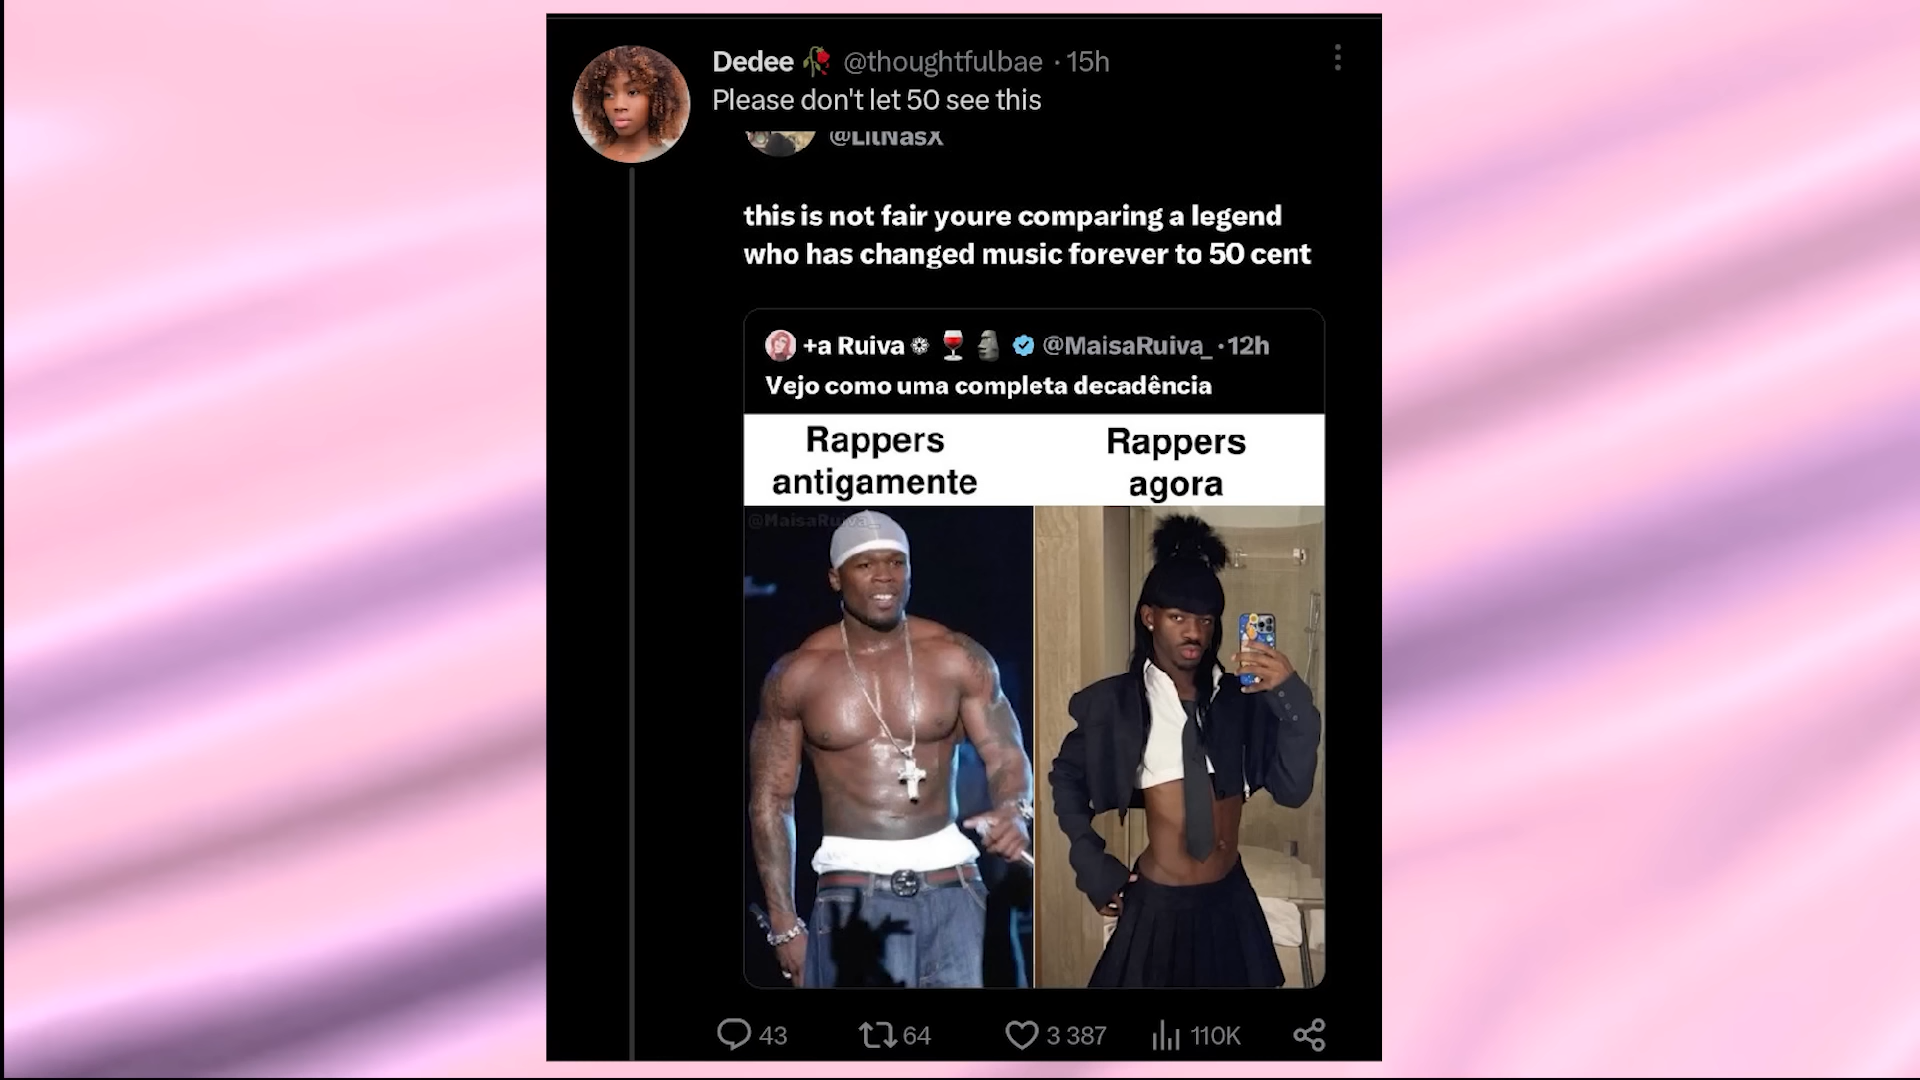 Dedee 🥀 @thoughtfulbae · 15h
Please don't let 50 see this
@LilNasX
this is not fair youre comparing a legend
who has changed music forever to 50 cent
+a Ruiva ❄ 🍷 🗿 @MaisaRuiva_ · 12h
Vejo como uma completa decadência
Rappers
antigamente
Rappers
agora
@MaisaRuiva_
43 64 3 387 110K